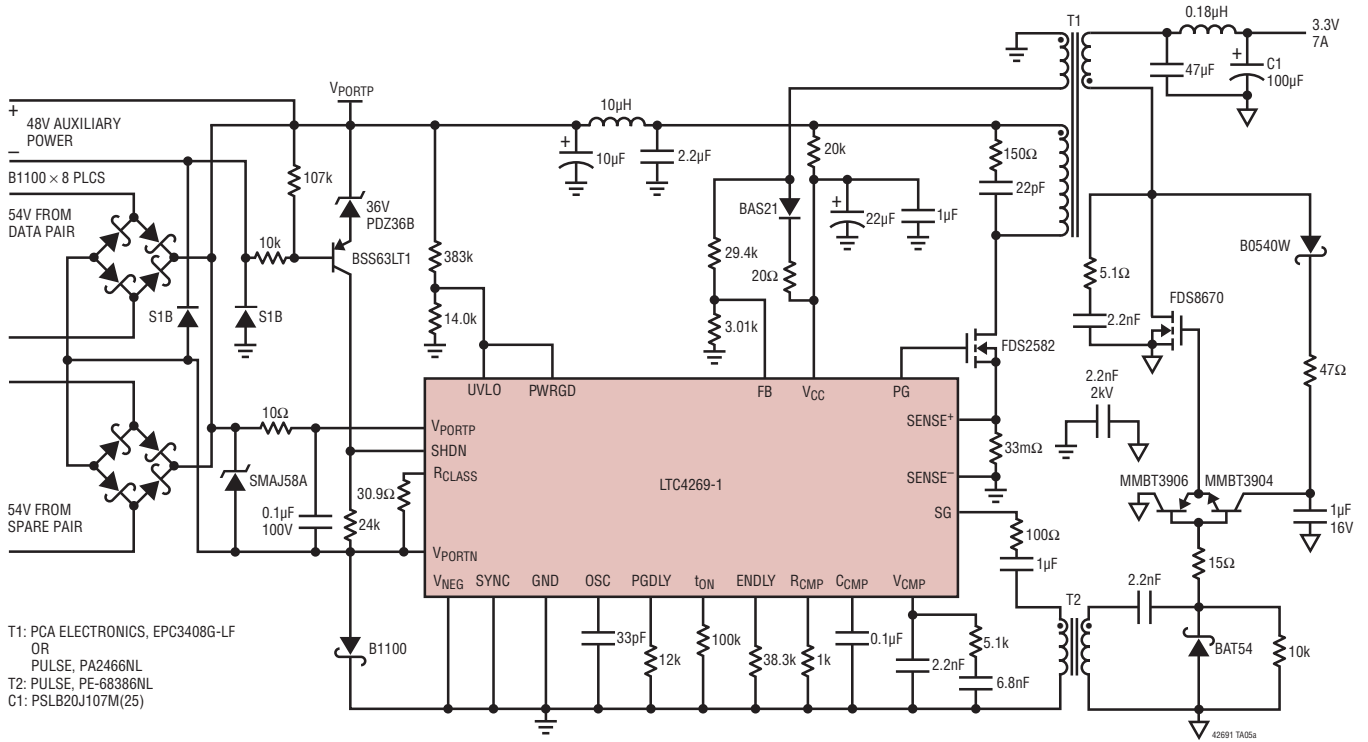 T1
0.18µH
3.3V
7A
+
47µF
C1
100µF
VPORTP
+
48V AUXILIARY
POWER
–
B1100 × 8 PLCS
10µH
+
10µF
2.2µF
20k
150Ω
22pF
107k
36V
PDZ36B
54V FROM
DATA PAIR
BAS21
+
22µF
1µF
10k
BSS63LT1
383k
29.4k
20Ω
5.1Ω
B0540W
FDS8670
S1B
S1B
14.0k
3.01k
2.2nF
FDS2582
47Ω
UVLO
PWRGD
FB
VCC
PG
2.2nF
2kV
10Ω
VPORTP
SENSE+
SHDN
33mΩ
RCLASS
SMAJ58A
30.9Ω
LTC4269-1
SENSE–
MMBT3906
MMBT3904
54V FROM
SPARE PAIR
0.1µF
100V
24k
SG
1µF
16V
100Ω
VPORTN
1µF
15Ω
VNEG
SYNC
GND
OSC
PGDLY
tON
ENDLY
RCMP
CCMP
VCMP
T2
2.2nF
T1: PCA ELECTRONICS, EPC3408G-LF
OR
PULSE, PA2466NL
T2: PULSE, PE-68386NL
C1: PSLB20J107M(25)
B1100
33pF
12k
100k
38.3k
1k
0.1µF
2.2nF
5.1k
6.8nF
BAT54
10k
42691 TA05a